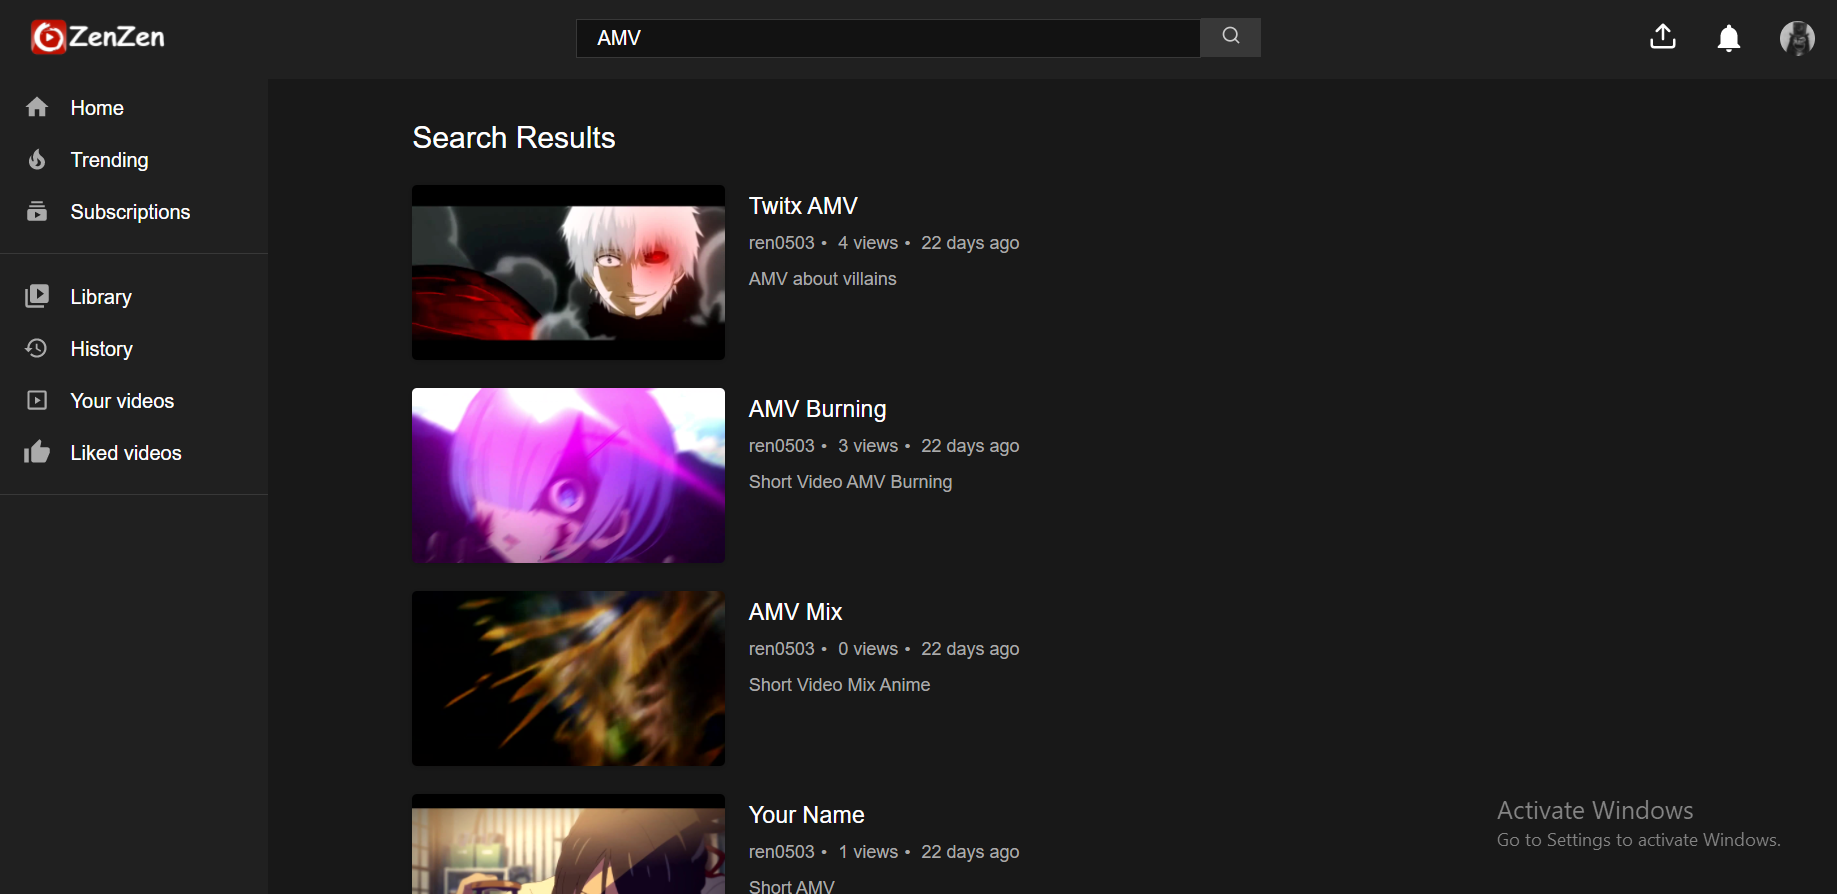 ZenZen
AMV
Home
Trending
Subscriptions
Library
History
Your videos
Liked videos
Search Results
Twitx AMV
ren0503 • 4 views • 22 days ago
AMV about villains
AMV Burning
ren0503 • 3 views • 22 days ago
Short Video AMV Burning
AMV Mix
ren0503 • 0 views • 22 days ago
Short Video Mix Anime
Your Name
ren0503 • 1 views • 22 days ago
Short AMV
Activate Windows
Go to Settings to activate Windows.